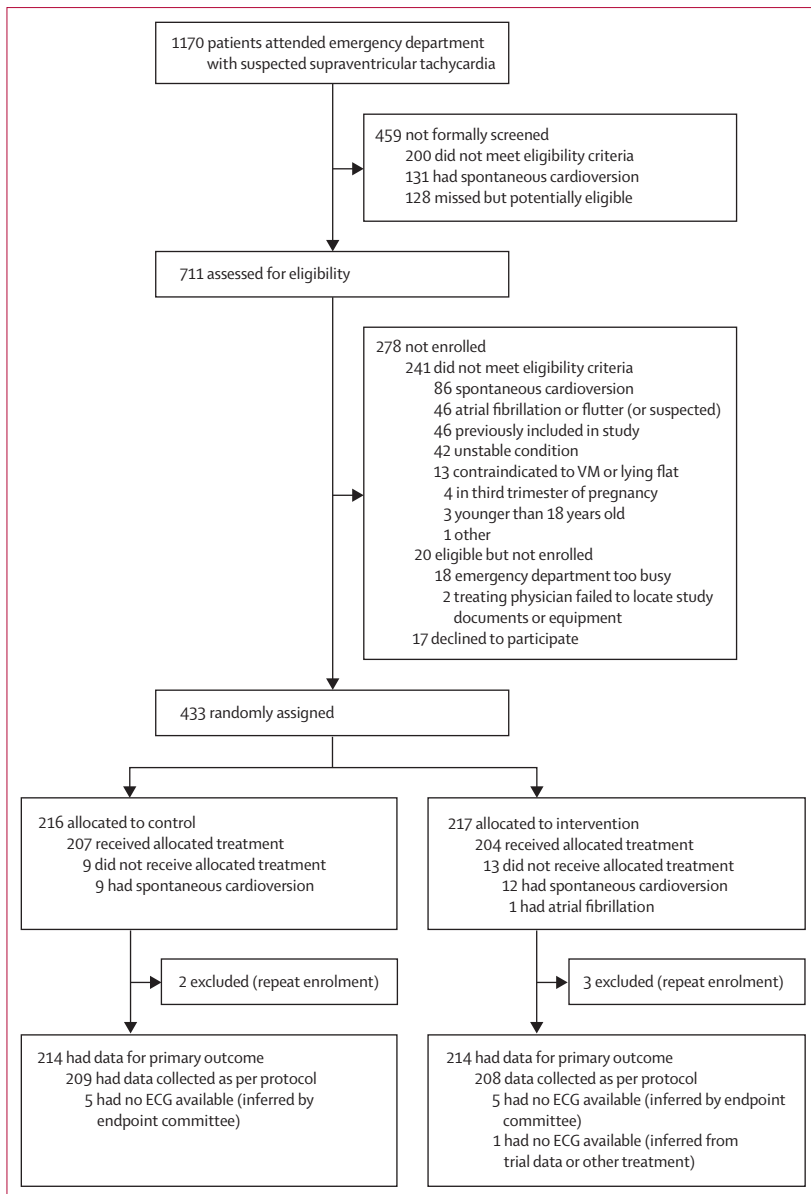 1170 patients attended emergency department
with suspected supraventricular tachycardia
459 not formally screened
200 did not meet eligibility criteria
131 had spontaneous cardioversion
128 missed but potentially eligible
711 assessed for eligibility
278 not enrolled
241 did not meet eligibility criteria
86 spontaneous cardioversion
46 atrial fibrillation or flutter (or suspected)
46 previously included in study
42 unstable condition
13 contraindicated to VM or lying flat
4 in third trimester of pregnancy
3 younger than 18 years old
1 other
20 eligible but not enrolled
18 emergency department too busy
2 treating physician failed to locate study
documents or equipment
17 declined to participate
433 randomly assigned
216 allocated to control
207 received allocated treatment
9 did not receive allocated treatment
9 had spontaneous cardioversion
217 allocated to intervention
204 received allocated treatment
13 did not receive allocated treatment
12 had spontaneous cardioversion
1 had atrial fibrillation
2 excluded (repeat enrolment)
3 excluded (repeat enrolment)
214 had data for primary outcome
209 had data collected as per protocol
5 had no ECG available (inferred by
endpoint committee)
214 had data for primary outcome
208 data collected as per protocol
5 had no ECG available (inferred by endpoint
committee)
1 had no ECG available (inferred from
trial data or other treatment)